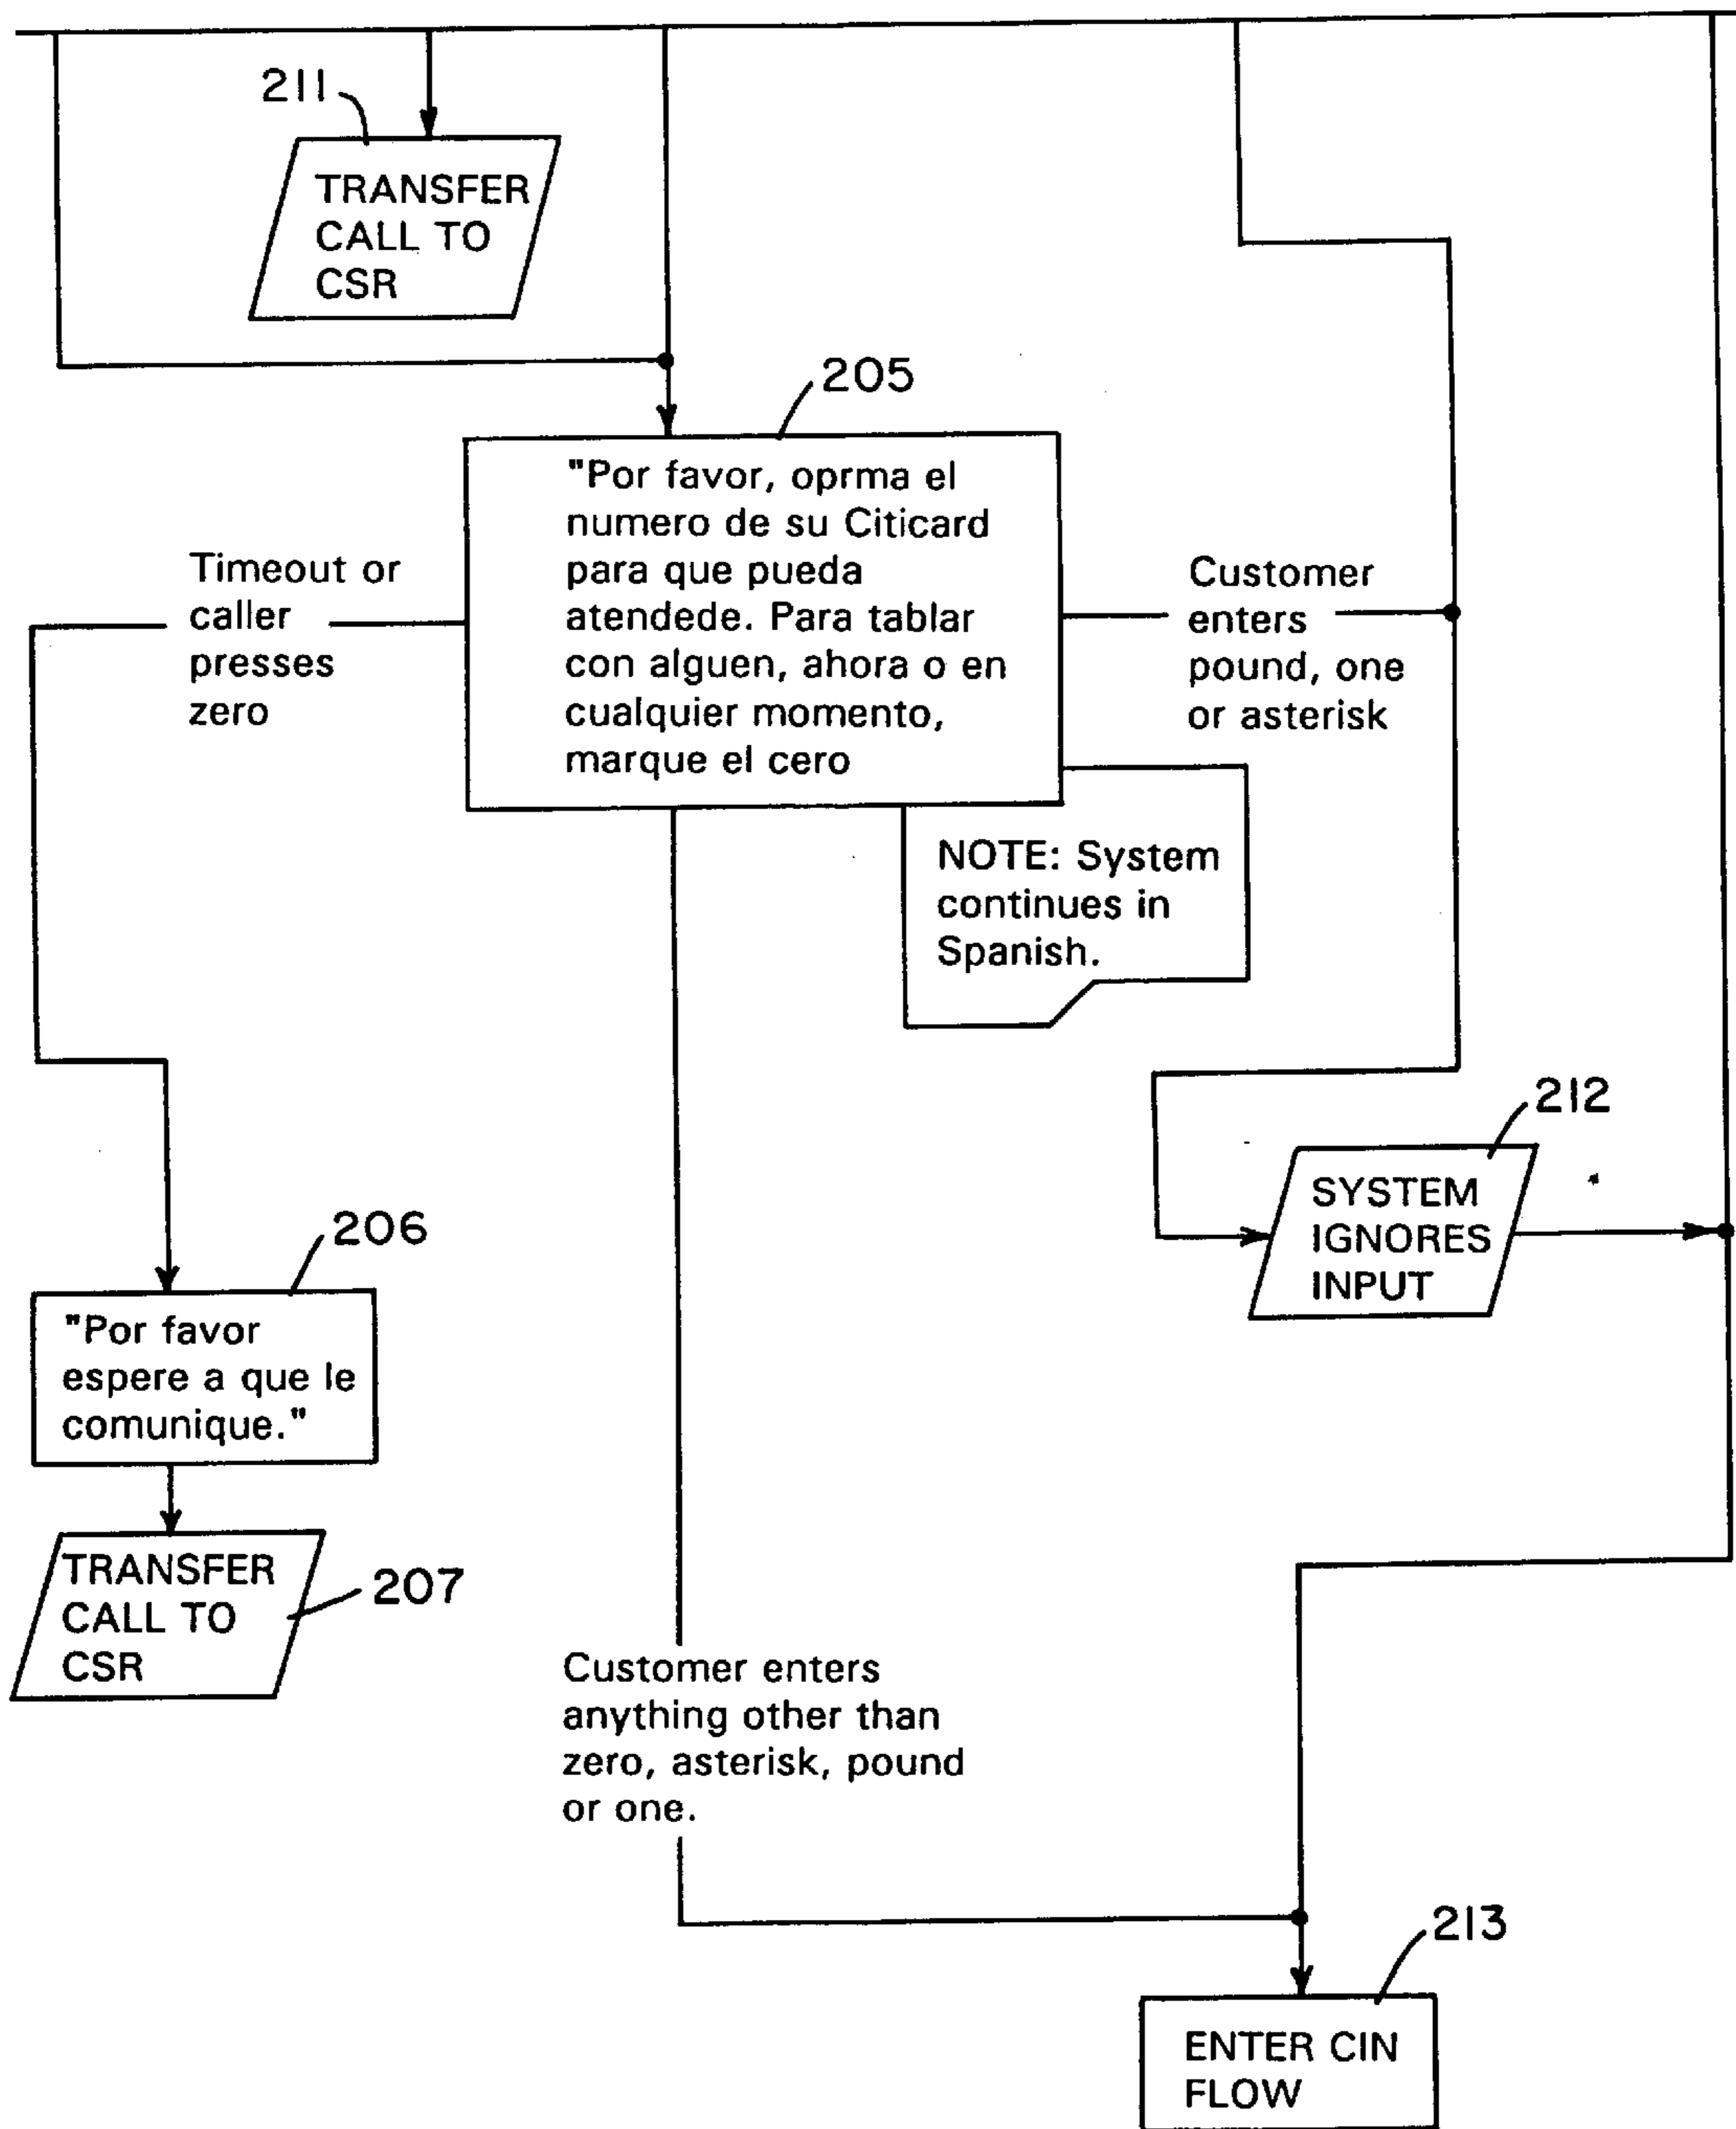 211
TRANSFER
CALL TO
CSR
205
"Por favor, oprma el
numero de su Citicard
para que pueda
atendede. Para tablar
con alguen, ahora o en
cualquier momento,
marque el cero
Timeout or
caller
presses
zero
Customer
enters
pound, one
or asterisk
NOTE: System
continues in
Spanish.
212
SYSTEM
IGNORES
INPUT
206
"Por favor
espere a que le
comunique."
207
TRANSFER
CALL TO
CSR
Customer enters
anything other than
zero, asterisk, pound
or one.
213
ENTER CIN
FLOW